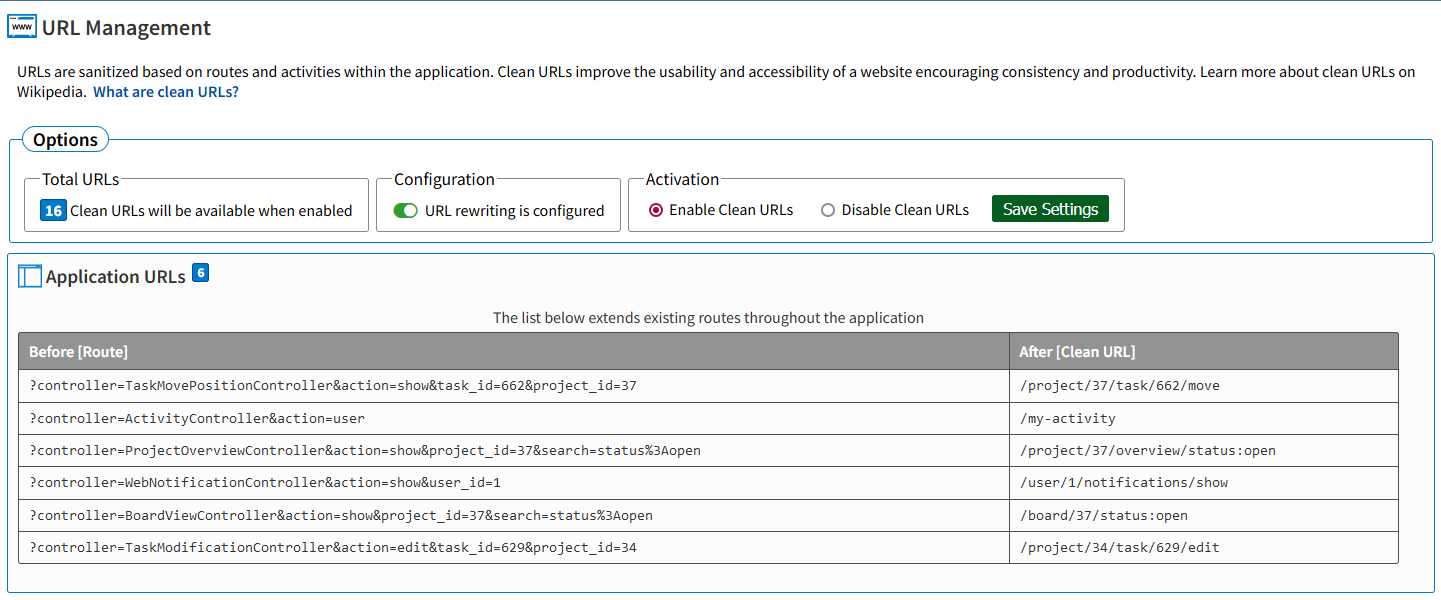 www URL Management
URLs are sanitized based on routes and activities within the application. Clean URLs improve the usability and accessibility of a website encouraging consistency and productivity. Learn more about clean URLs on
Wikipedia. What are clean URLs?
Options
Total URLs
16 Clean URLs will be available when enabled
Configuration
URL rewriting is configured
Activation
Enable Clean URLs Disable Clean URLs Save Settings
Application URLs 6
The list below extends existing routes throughout the application
Before [Route] After [Clean URL]
?controller=TaskMovePositionController&action=show&task_id=662&project_id=37 /project/37/task/662/move
?controller=ActivityController&action=user /my-activity
?controller=ProjectOverviewController&action=show&project_id=37&search=status%3Aopen /project/37/overview/status:open
?controller=WebNotificationController&action=show&user_id=1 /user/1/notifications/show
?controller=BoardViewController&action=show&project_id=37&search=status%3Aopen /board/37/status:open
?controller=TaskModificationController&action=edit&task_id=629&project_id=34 /project/34/task/629/edit